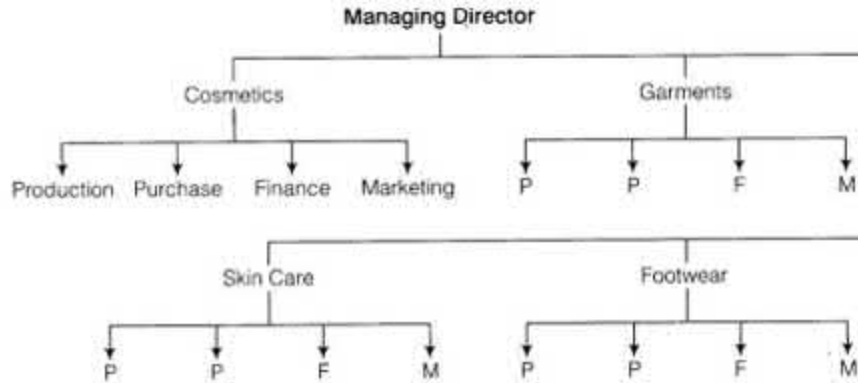 Managing Director
Cosmetics Garments
Production Purchase Finance Marketing P P F M
Skin Care Footwear
P P F M P P F M